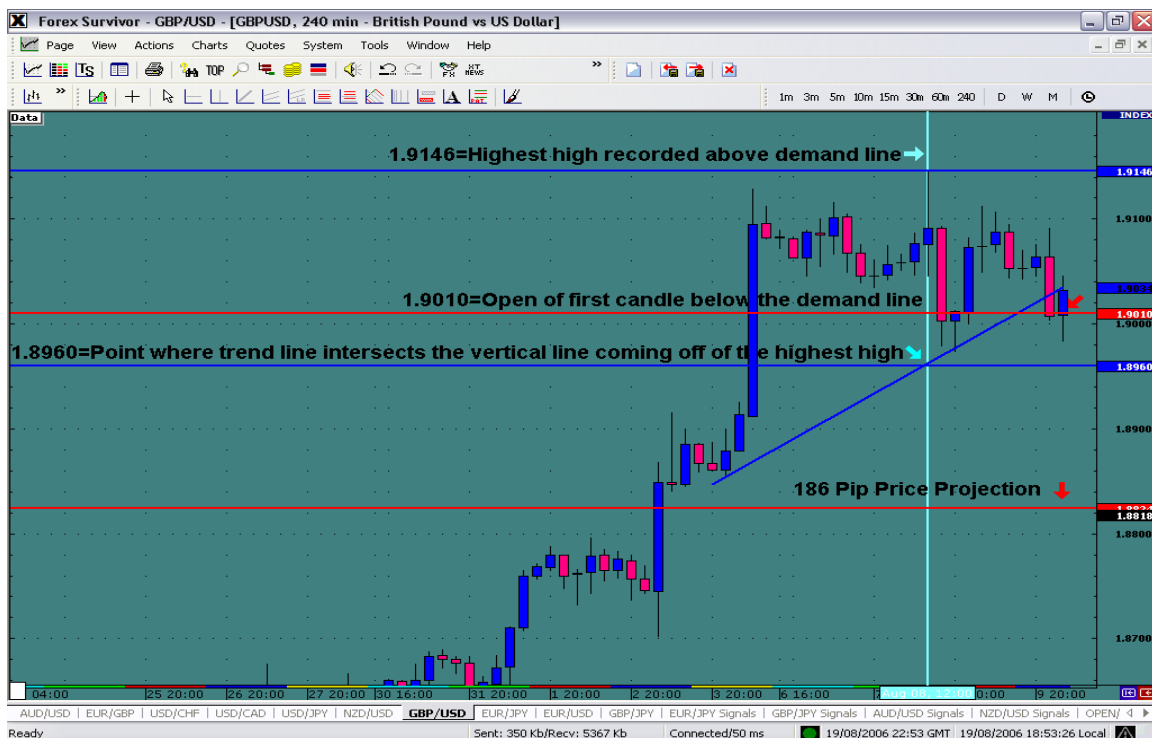 Forex Survivor - GBP/USD - [GBPUSD, 240 min - British Pound vs US Dollar]
Page View Actions Charts Quotes System Tools Window Help
TOP
1m 3m 5m 10m 15m 30m 60m 240 D W M
Data
INDEX
1.9146=Highest high recorded above demand line
1.9146
1.9100
1.9010=Open of first candle below the demand line
1.9010
1.9000
1.8960=Point where trend line intersects the vertical line coming off of the highest high
1.8960
1.8900
186 Pip Price Projection
1.8818
1.8800
1.8700
04:00 25 20:00 26 20:00 27 20:00 30 16:00 31 20:00 1 20:00 2 20:00 3 20:00 6 16:00 Aug 08, 12:00 0:00 9 20:00
AUD/USD EUR/GBP USD/CHF USD/CAD USD/JPY NZD/USD GBP/USD EUR/JPY EUR/USD GBP/JPY EUR/JPY Signals GBP/JPY Signals AUD/USD Signals NZD/USD Signals OPEN/
Ready Sent: 350 Kb/Recv: 5367 Kb Connected/50 ms 19/08/2006 22:53 GMT 19/08/2006 18:53:26 Local